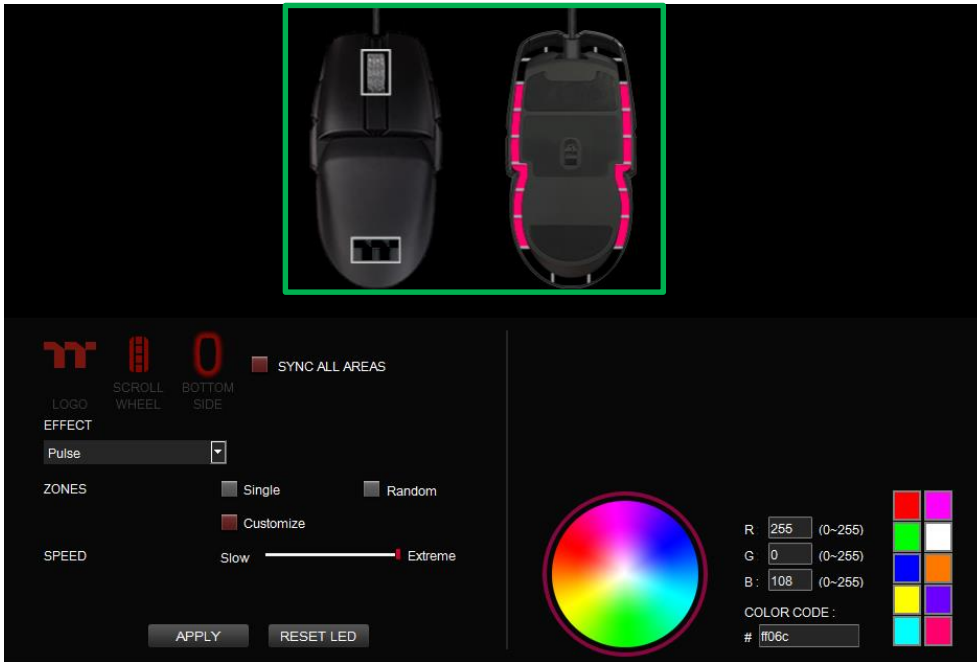 SYNC ALL AREAS
LOGO
SCROLL WHEEL
BOTTOM SIDE
EFFECT
Pulse
ZONES
Single
Random
Customize
SPEED
Slow
Extreme
APPLY
RESET LED
R 255 (0~255)
G 0 (0~255)
B : 108 (0~255)
COLOR CODE :
# ff06c